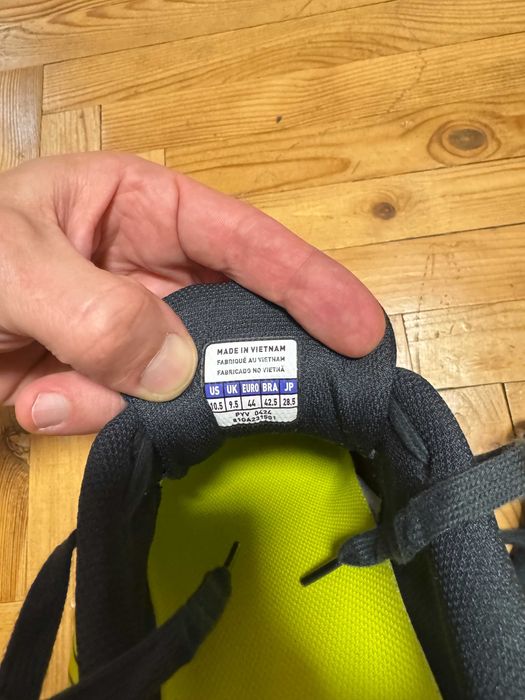 MADE IN VIETNAM
FABRIQUÉ AU VIETNAM
FABRICADO NO VIETNÃ
US UK EURO BRA JP
10.5 9.5 44 42.5 28.5
PYV 0424
810A231501